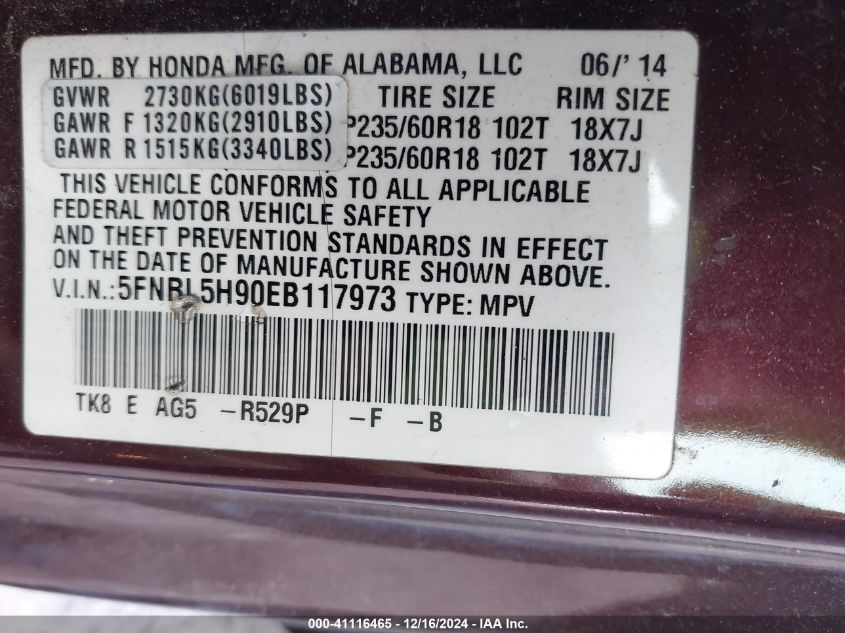 MFD. BY HONDA MFG. OF ALABAMA, LLC 06/'14
GVWR 2730KG(6019LBS) TIRE SIZE RIM SIZE
GAWR F 1320KG(2910LBS) P235/60R18 102T 18X7J
GAWR R 1515KG(3340LBS) P235/60R18 102T 18X7J
THIS VEHICLE CONFORMS TO ALL APPLICABLE
FEDERAL MOTOR VEHICLE SAFETY
AND THEFT PREVENTION STANDARDS IN EFFECT
ON THE DATE OF MANUFACTURE SHOWN ABOVE.
V.I.N.:5FNRL5H90EB117973 TYPE: MPV
TK8 E AG5 -R529P -F -B
000-41116465 - 12/16/2024 - IAA Inc.